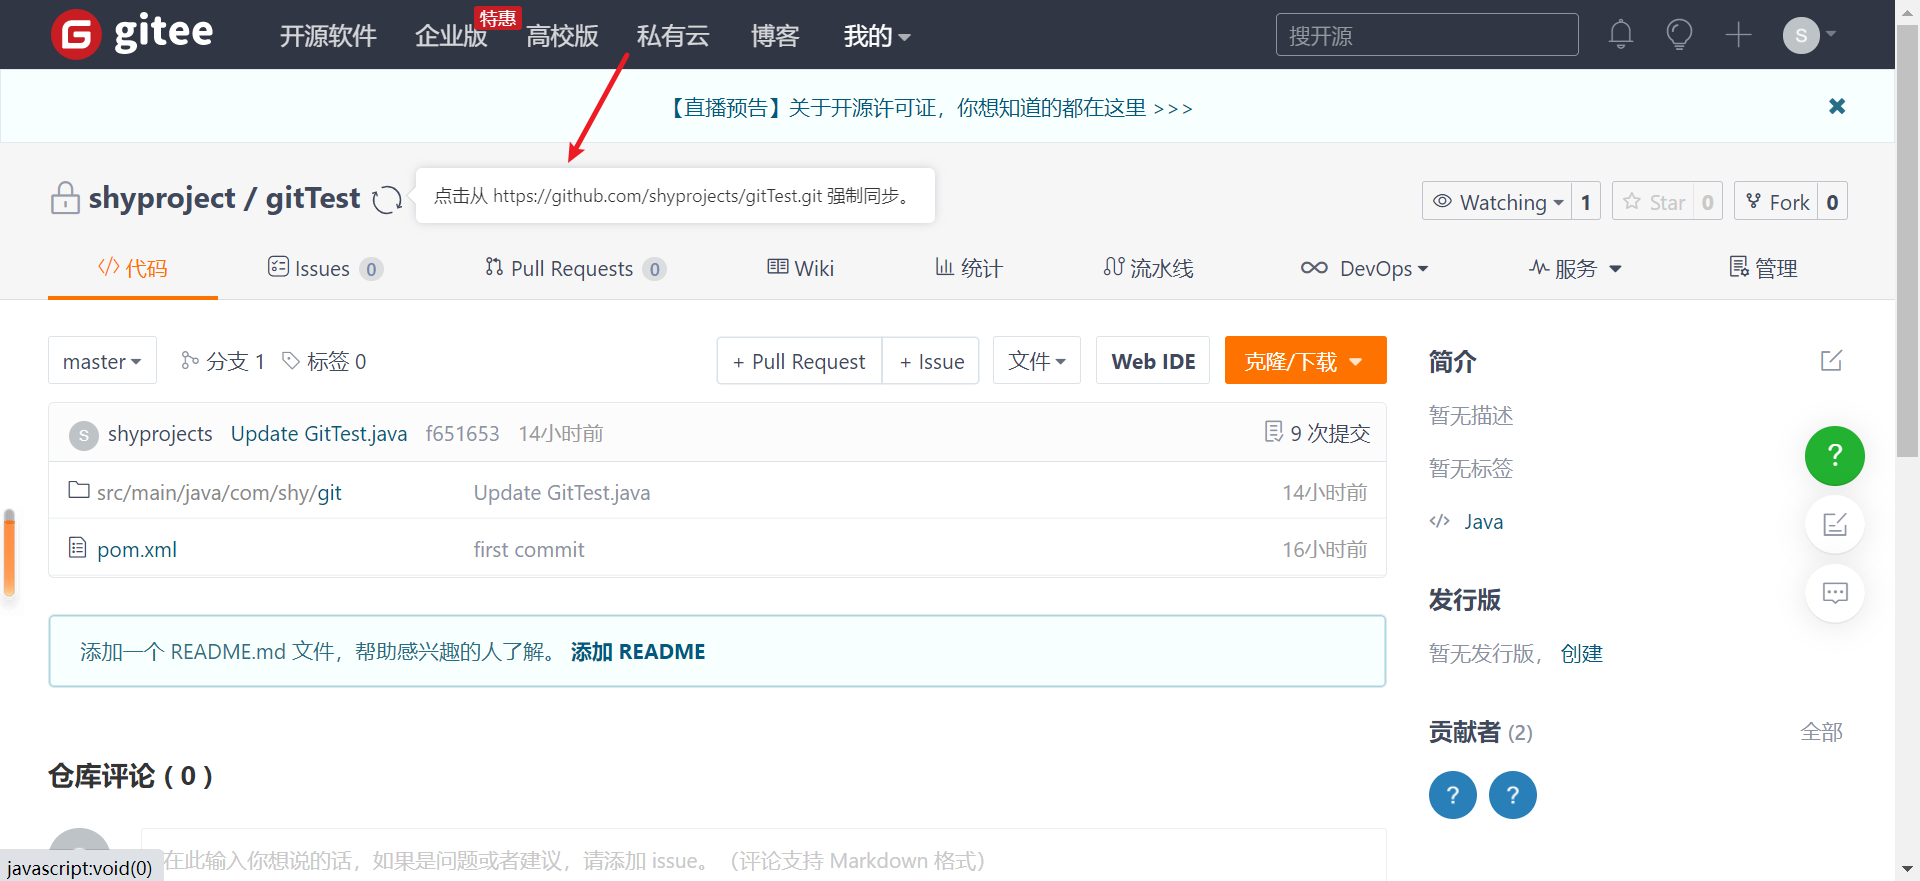 gitee 开源软件 企业版 特惠 高校版 私有云 博客 我的 搜开源 S
【直播预告】关于开源许可证，你想知道的都在这里 >>>
shyproject / gitTest 点击从 https://github.com/shyprojects/gitTest.git 强制同步。 Watching 1 Star 0 Fork 0
代码 Issues 0 Pull Requests 0 Wiki 统计 流水线 DevOps 服务 管理
master 分支 1 标签 0 + Pull Request + Issue 文件 Web IDE 克隆/下载
S shyprojects Update GitTest.java f651653 14小时前 9 次提交
src/main/java/com/shy/git Update GitTest.java 14小时前
pom.xml first commit 16小时前
添加一个 README.md 文件，帮助感兴趣的人了解。 添加 README
仓库评论 ( 0 )
在此输入你想说的话，如果是问题或者建议，请添加 issue。（评论支持 Markdown 格式）
javascript:void(0)
简介
暂无描述
暂无标签
Java
发行版
暂无发行版， 创建
贡献者 (2) 全部
? ?
?